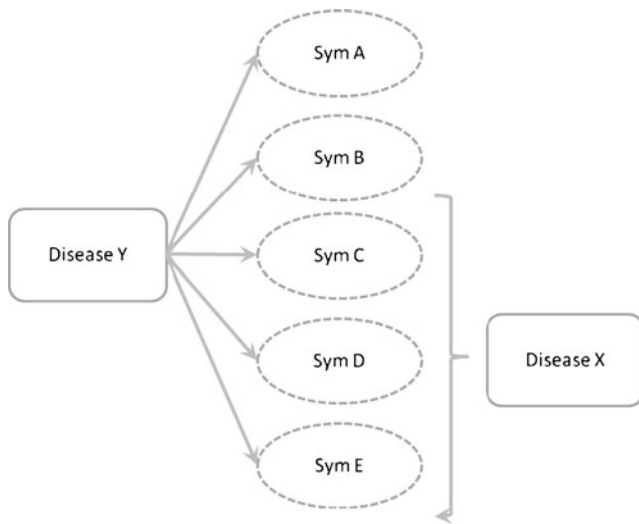 Sym A
Sym B
Disease Y
Sym C
Sym D
Disease X
Sym E